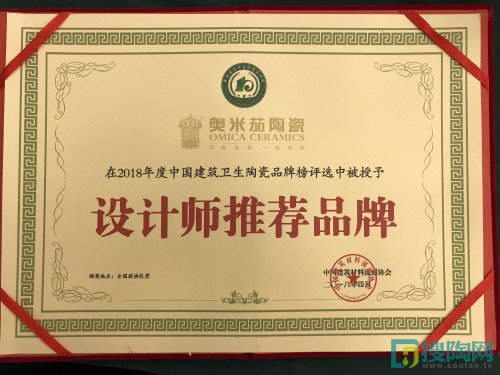 奥米茄陶瓷
OMICA CERAMICS
在2018年度中国建筑卫生陶瓷品牌榜评选中被授予
设计师推荐品牌
颁奖地点：全国政协礼堂
中国建筑材料流通协会
二〇一八年四月
搜陶网
www.soutao.tv